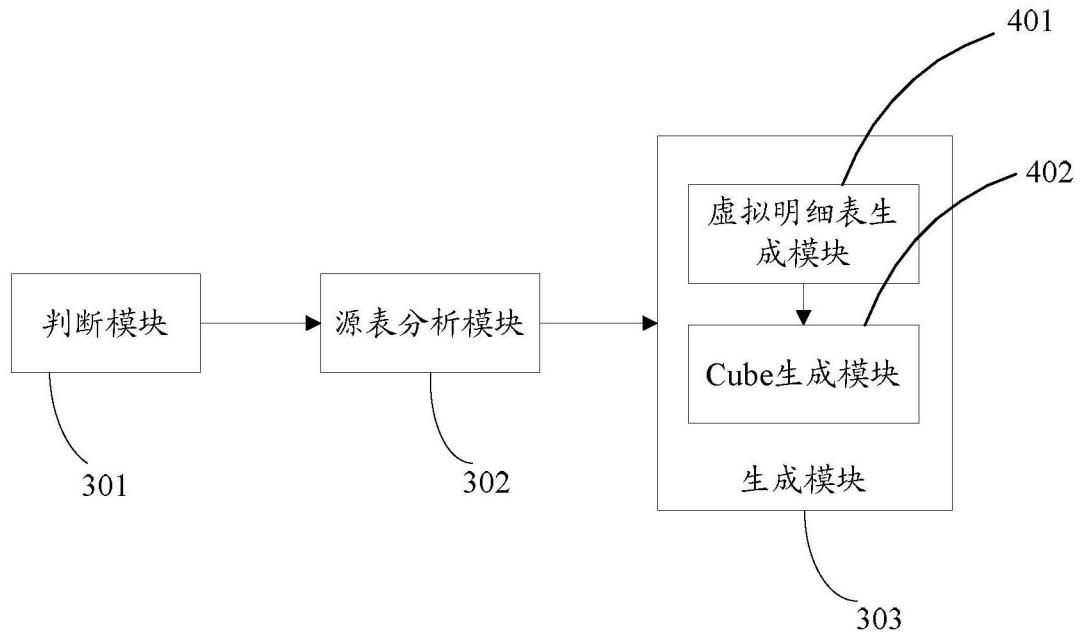 401
402
虚拟明细表生
成模块
判断模块
源表分析模块
Cube生成模块
301
302
生成模块
303